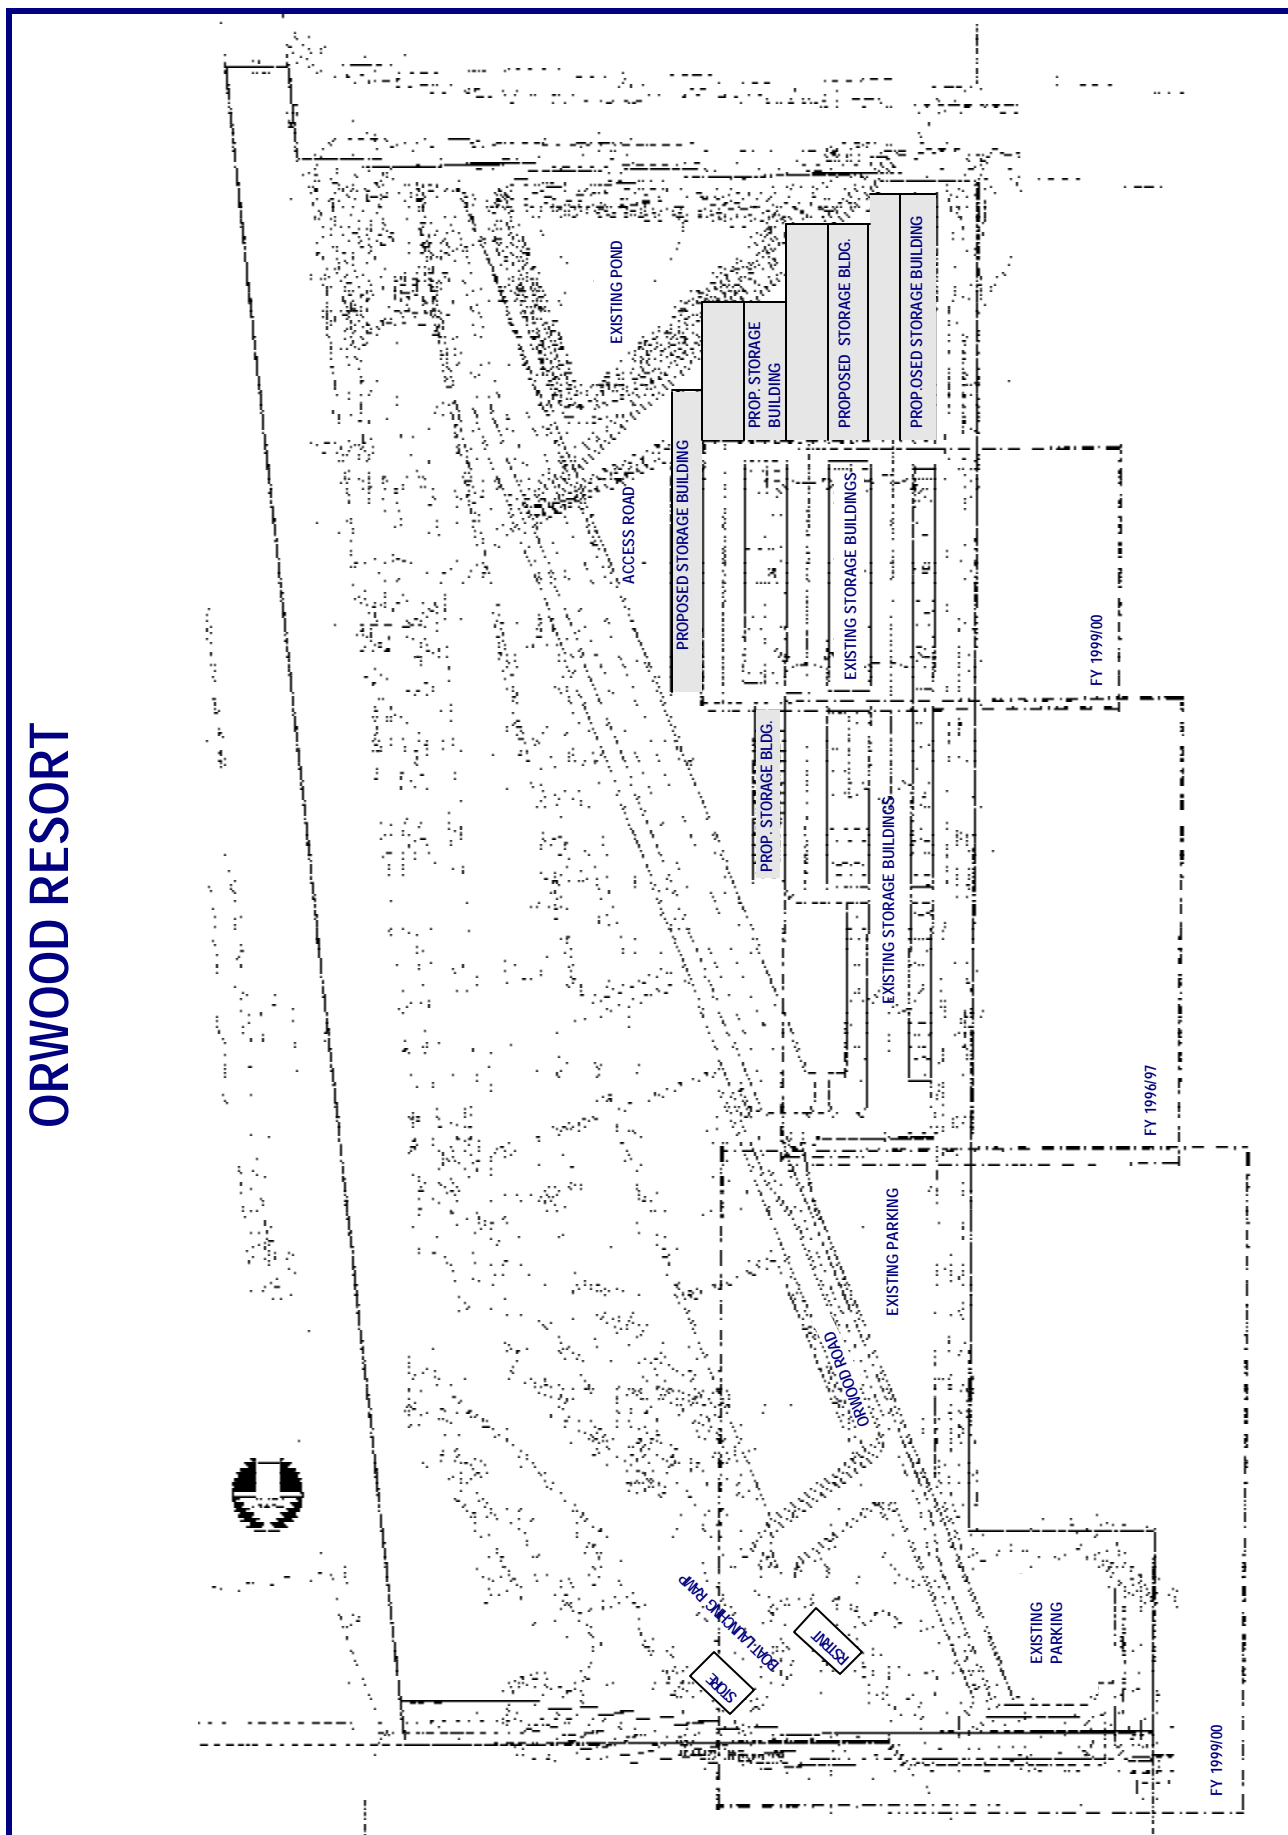 ORWOOD RESORT
EXISTING POND
ACCESS ROAD
PROPOSED STORAGE BUILDING
PROP. STORAGE
BUILDING
PROPOSED STORAGE BLDG.
PROP.OSED STORAGE BUILDING
EXISTING STORAGE BUILDINGS
FY 1999/00
PROP. STORAGE BLDG.
EXISTING STORAGE BUILDINGS
FY 1996/97
EXISTING PARKING
ORWOOD ROAD
BOAT LAUNCHING RAMP
STORE
RSTRNT
EXISTING
PARKING
FY 1999/00